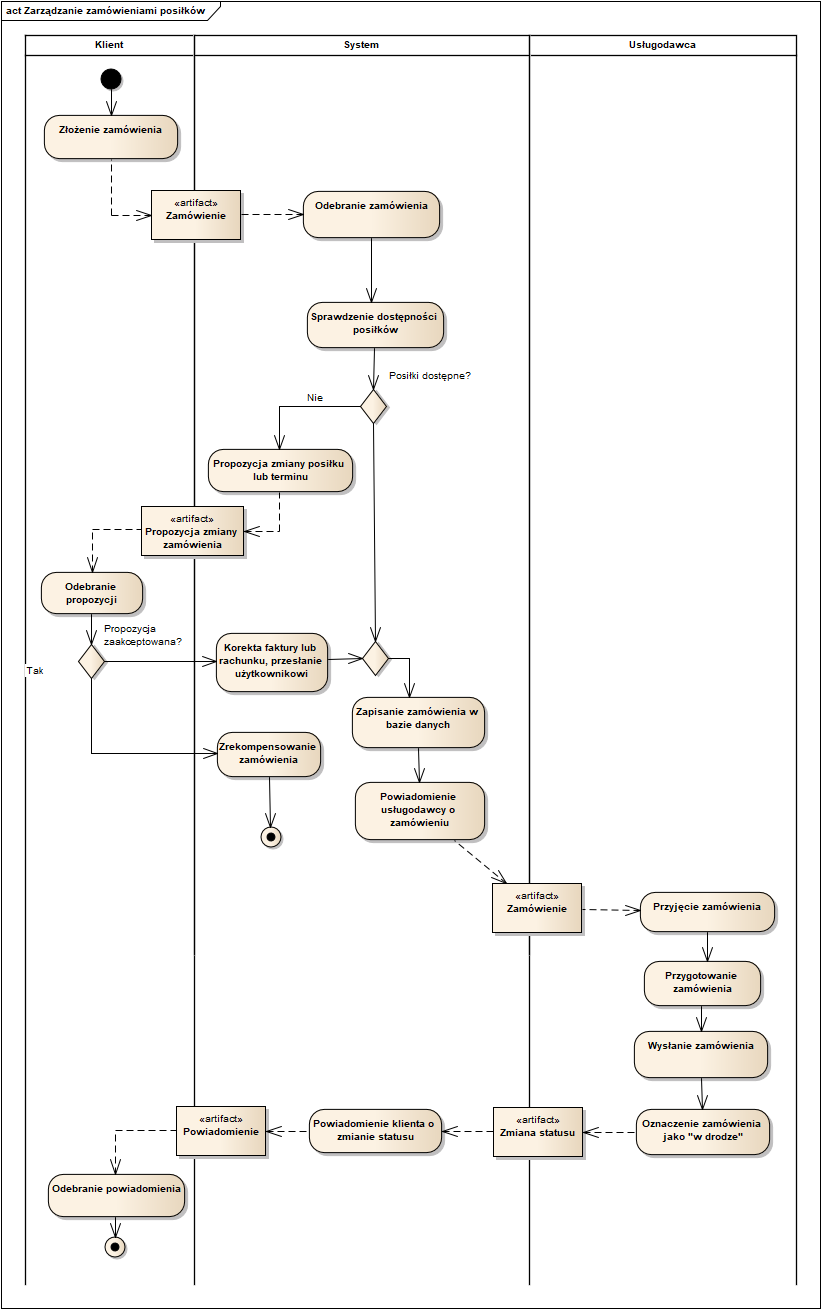 act Zarządzanie zamówieniami posiłków
Klient
System
Usługodawca
Złożenie zamówienia
«artifact»
Zamówienie
Odebranie zamówienia
Sprawdzenie dostępności
posiłków
Posiłki dostępne?
Nie
Propozycja zmiany posiłku
lub terminu
«artifact»
Propozycja zmiany
zamówienia
Odebranie
propozycji
Propozycja
zaakceptowana?
Tak
Korekta faktury lub
rachunku, przesłanie
użytkownikowi
Zapisanie zamówienia w
bazie danych
Zrekompensowanie
zamówienia
Powiadomienie
usługodawcy o
zamówieniu
«artifact»
Zamówienie
Przyjęcie zamówienia
Przygotowanie
zamówienia
Wysłanie zamówienia
Oznaczenie zamówienia
jako "w drodze"
«artifact»
Zmiana statusu
Powiadomienie klienta o
zmianie statusu
«artifact»
Powiadomienie
Odebranie powiadomienia